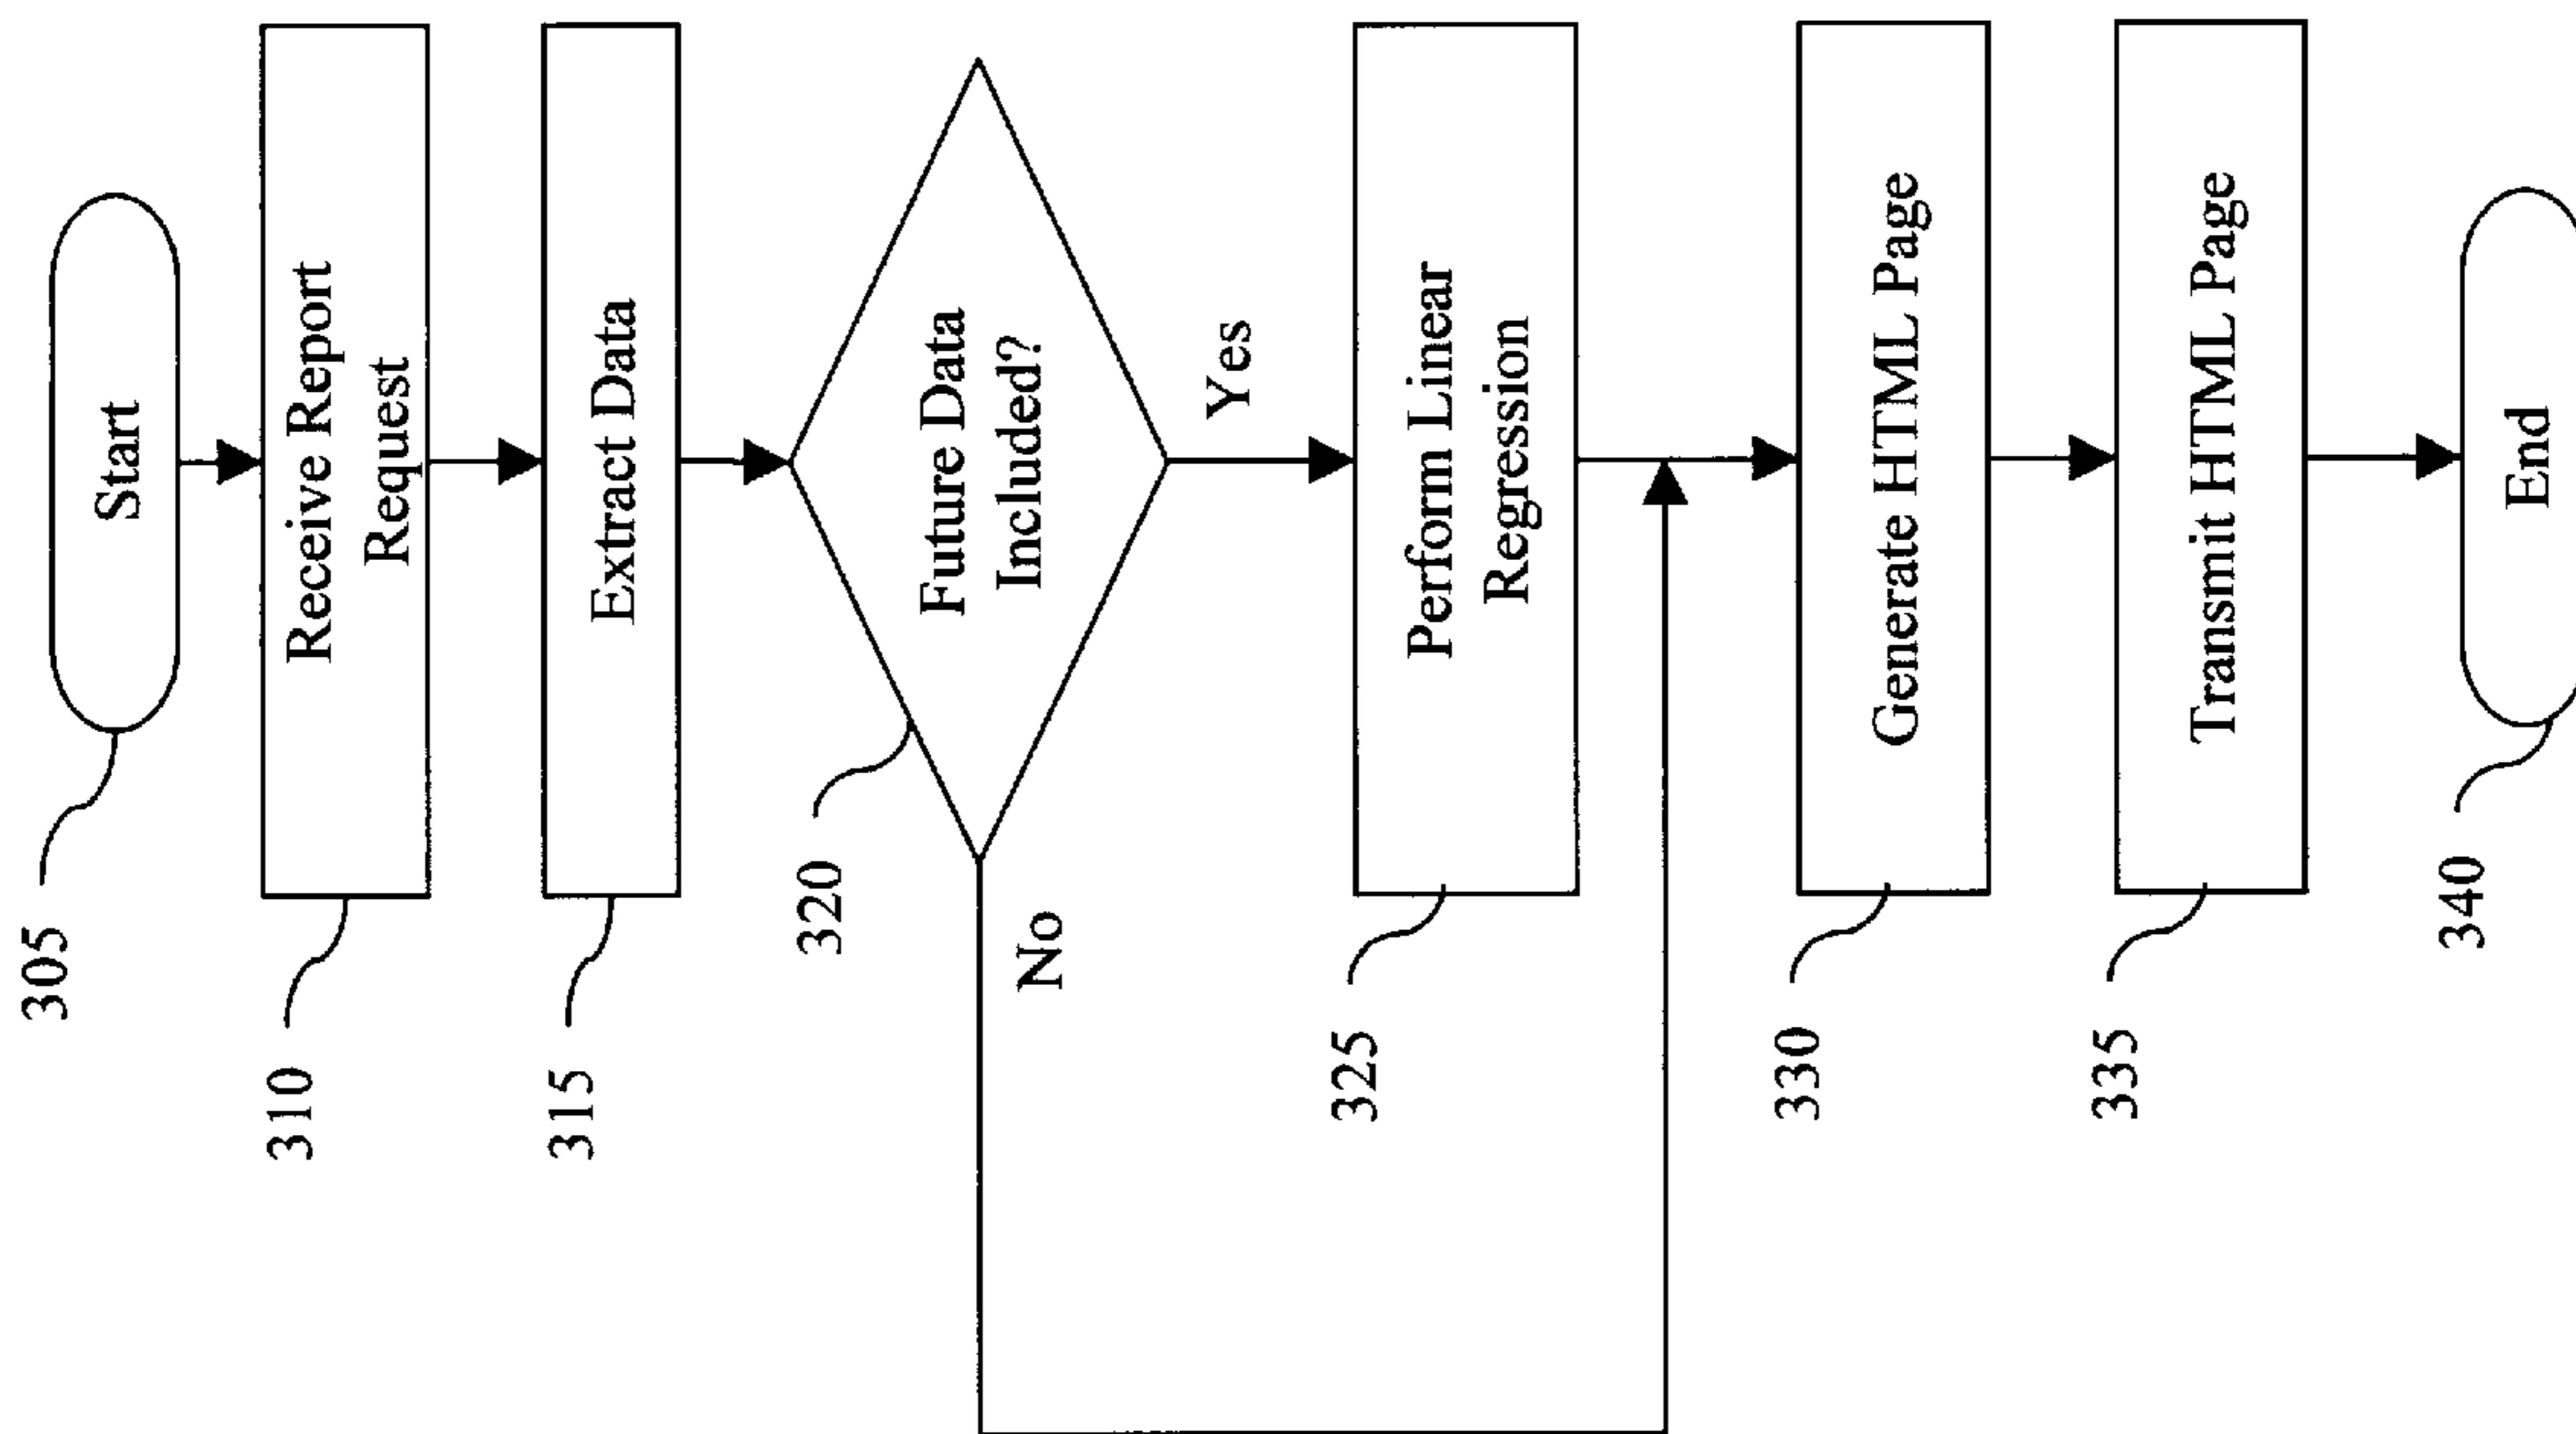 Start
305
Receive Report
Request
310
Extract Data
315
Future Data
Included?
320
Yes
No
Perform Linear
Regression
325
Generate HTML Page
330
Transmit HTML Page
335
End
340